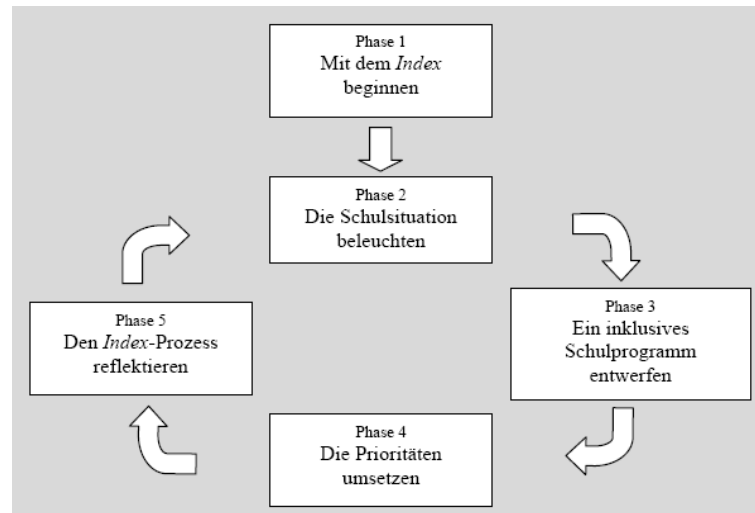 Phase 1
Mit dem Index
beginnen
Phase 2
Die Schulsituation
beleuchten
Phase 3
Ein inklusives
Schulprogramm
entwerfen
Phase 4
Die Prioritäten
umsetzen
Phase 5
Den Index-Prozess
reflektieren